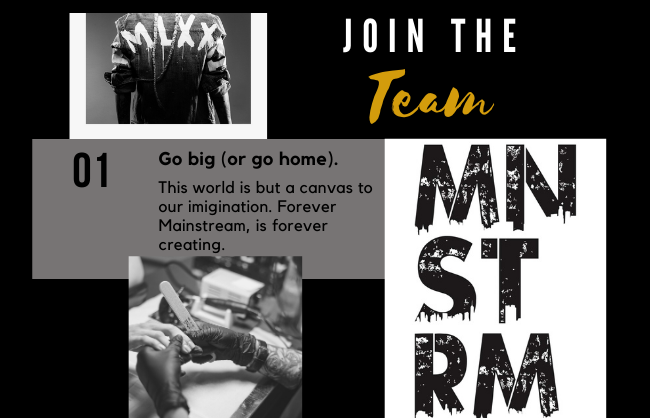 MLXX
JOIN THE
Team
01
Go big (or go home).
This world is but a canvas to
our imigination. Forever
Mainstream, is forever
creating.
MN
ST
RM